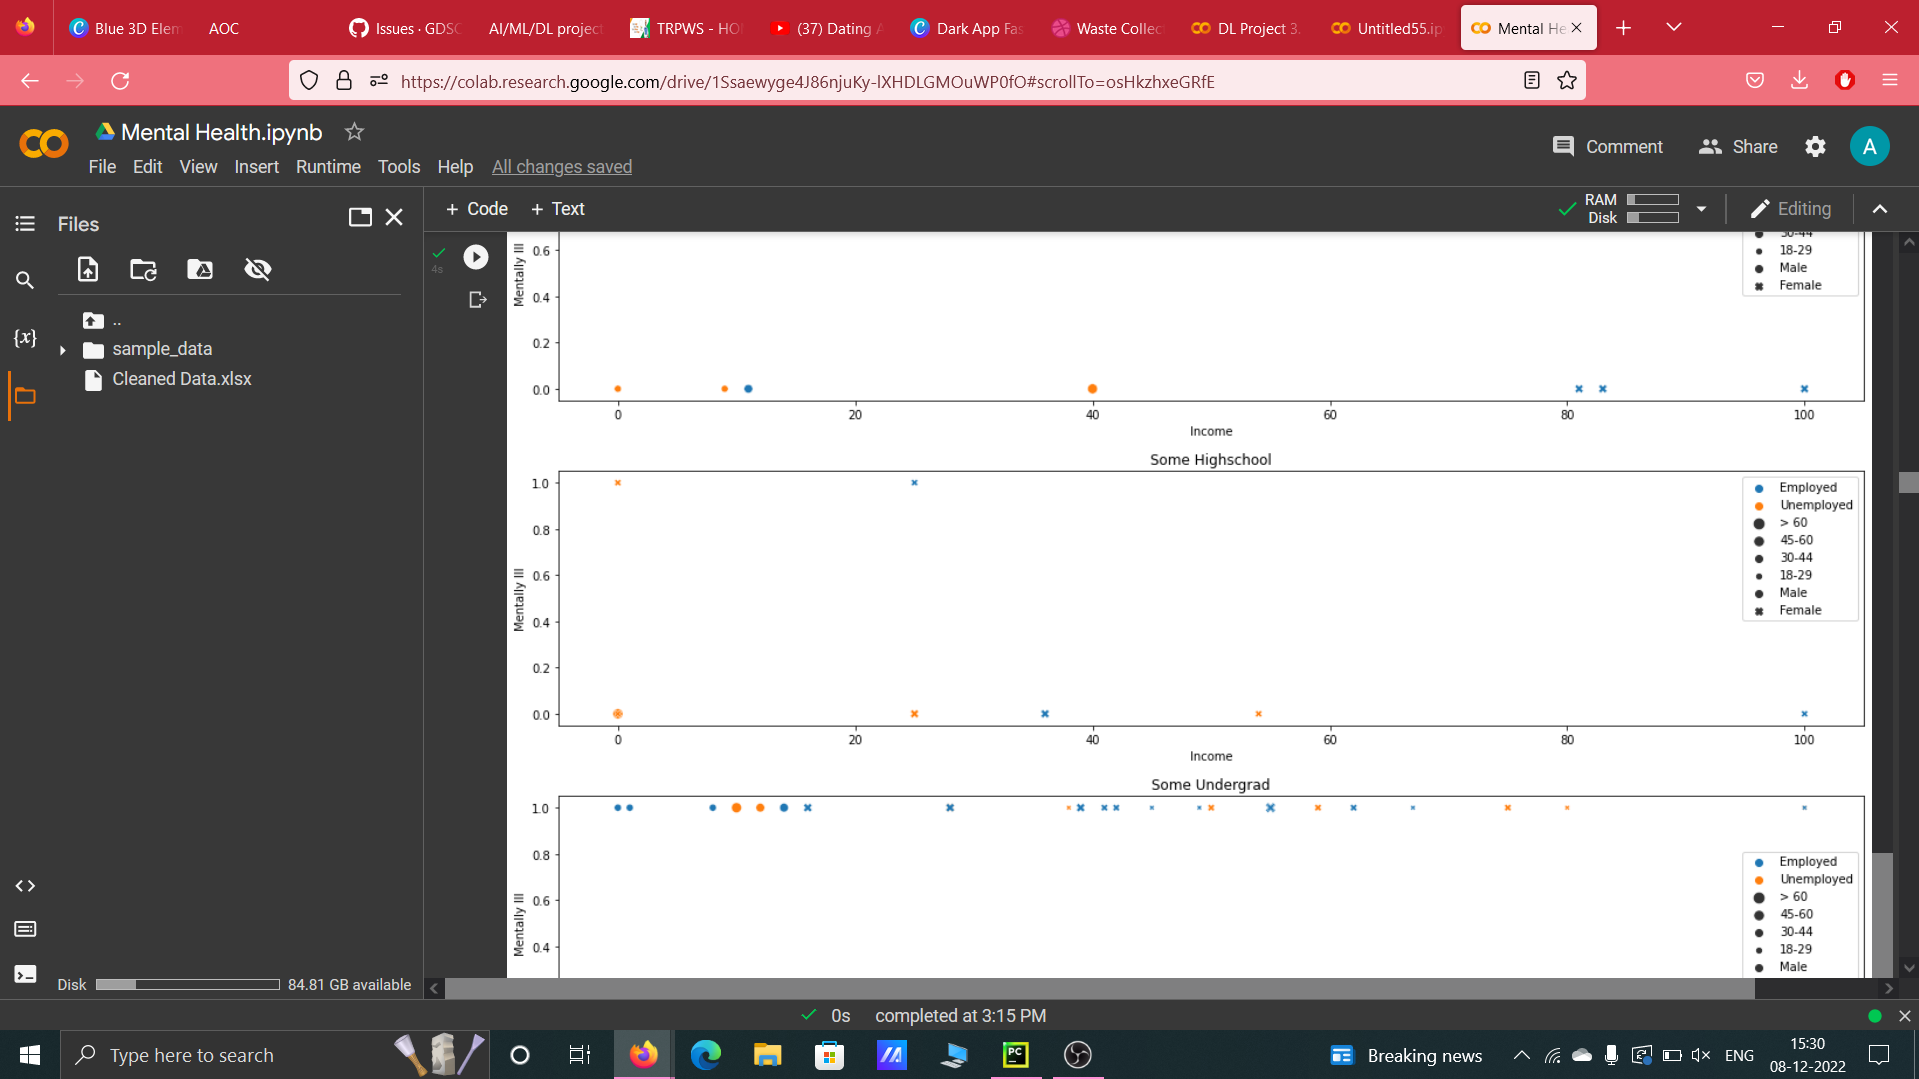 Blue 3D Elem
AOC
Issues · GDSC
AI/ML/DL project
TRPWS - HO
(37) Dating A
Dark App Fas
Waste Collec
DL Project 3.
Untitled55.ip
Mental He
https://colab.research.google.com/drive/1Ssaewyge4J86njuKy-lXHDLGMOuWP0fO#scrollTo=osHkzhxeGRfE
Mental Health.ipynb
Comment
Share
A
File Edit View Insert Runtime Tools Help All changes saved
Files
+ Code + Text
RAM
Disk
Editing
{x}
..
sample_data
Cleaned Data.xlsx
4s
Mentally Ill
0.6
0.4
0.2
0.0
30-44
18-29
Male
Female
0 20 40 60 80 100
Income
Some Highschool
Mentally Ill
1.0
0.8
0.6
0.4
0.2
0.0
Employed
Unemployed
> 60
45-60
30-44
18-29
Male
Female
0 20 40 60 80 100
Income
Some Undergrad
Mentally Ill
1.0
0.8
0.6
0.4
Employed
Unemployed
> 60
45-60
30-44
18-29
Male
Disk 84.81 GB available
0s completed at 3:15 PM
Type here to search
PC
Breaking news
ENG
15:30
08-12-2022